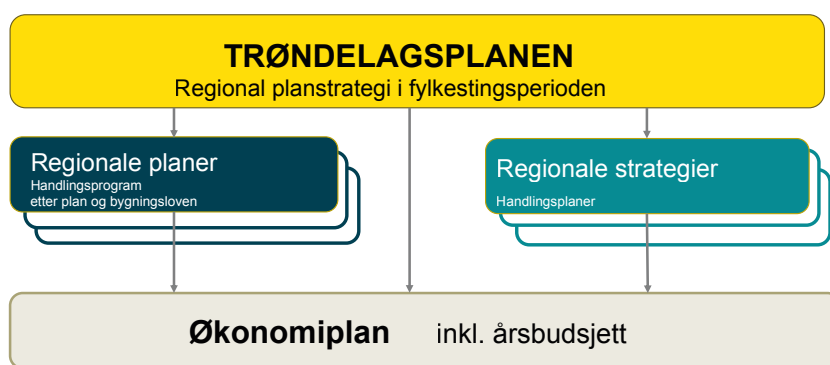 TRØNDELAGSPLANEN
Regional planstrategi i fylkestingsperioden
Regionale planer
Handlingsprogram
etter plan og bygningsloven
Regionale strategier
Handlingsplaner
Økonomiplan inkl. årsbudsjett